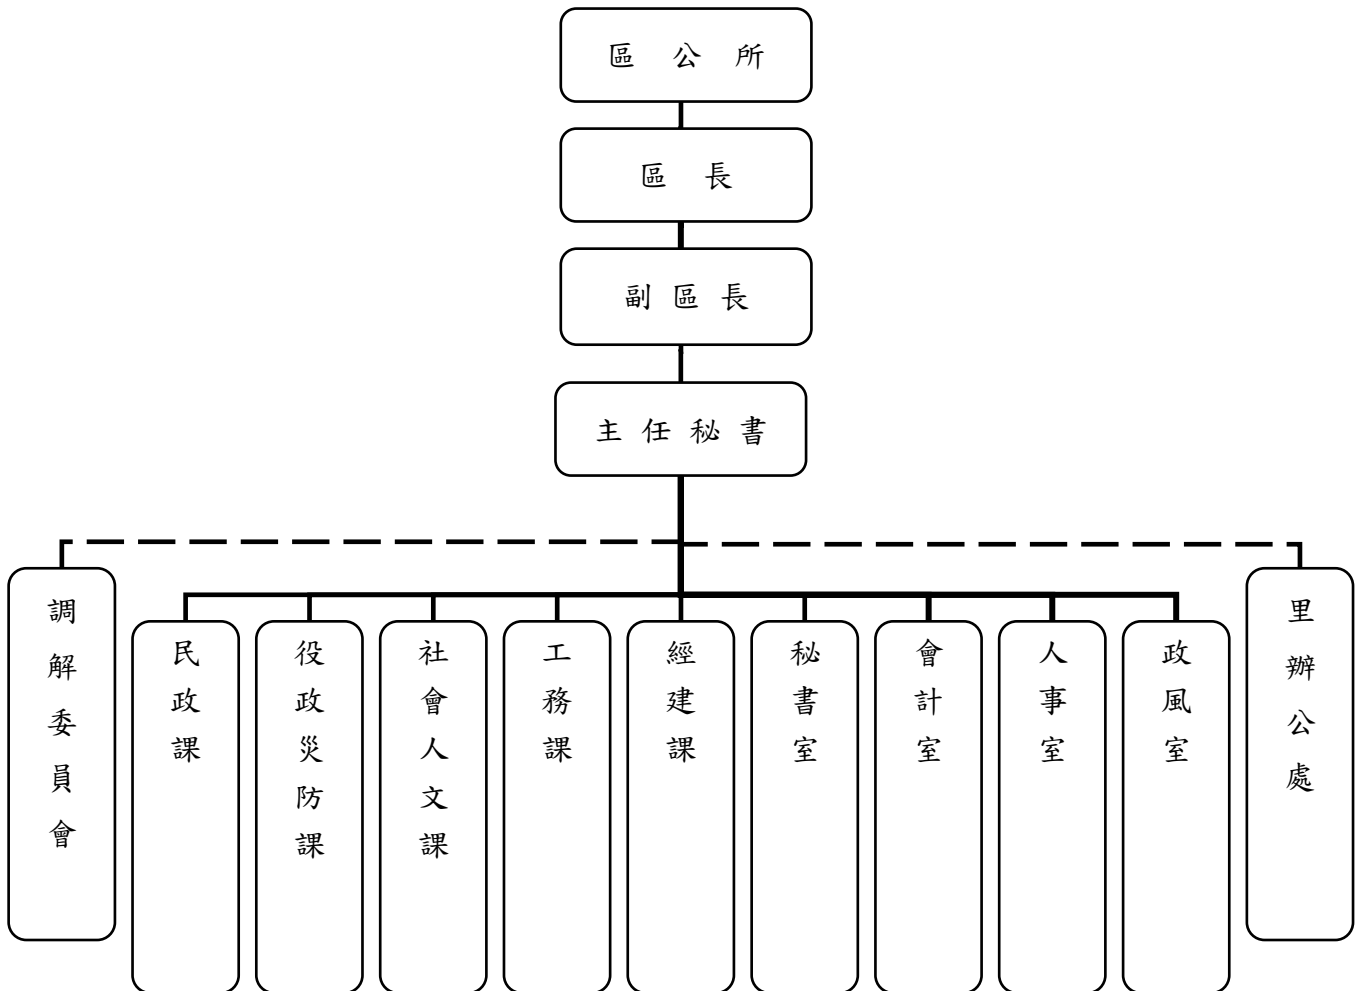 區公所
區長
副區長
主任秘書
調解委員會
民政課
役政災防課
社會人文課
工務課
經建課
秘書室
會計室
人事室
政風室
里辦公處